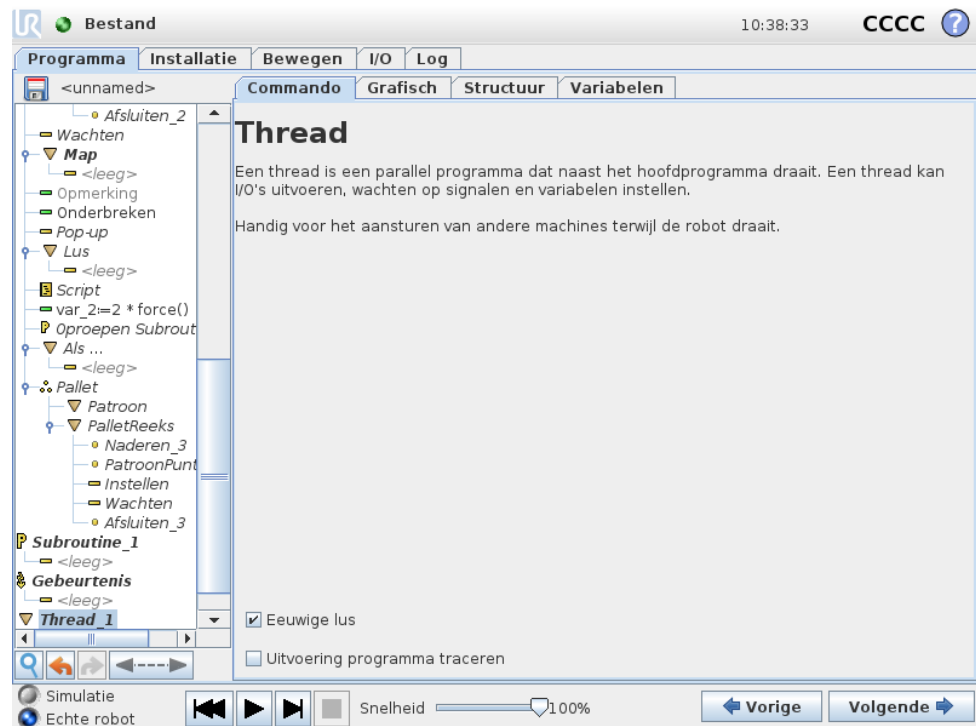 UR Bestand 10:38:33 CCCC ?
Programma Installatie Bewegen I/O Log
<unnamed> Commando Grafisch Structuur Variabelen
Afsluiten_2
Wachten
Map
<leeg>
Opmerking
Onderbreken
Pop-up
Lus
<leeg>
Script
var_2:=2 * force()
Oproepen Subrout
Als ...
<leeg>
Pallet
Patroon
PalletReeks
Naderen_3
PatroonPunt
Instellen
Wachten
Afsluiten_3
P Subroutine_1
<leeg>
Gebeurtenis
<leeg>
Thread_1
Thread
Een thread is een parallel programma dat naast het hoofdprogramma draait. Een thread kan
I/O's uitvoeren, wachten op signalen en variabelen instellen.
Handig voor het aansturen van andere machines terwijl de robot draait.
Eeuwige lus
Uitvoering programma traceren
Simulatie
Echte robot
Snelheid 100%
Vorige Volgende